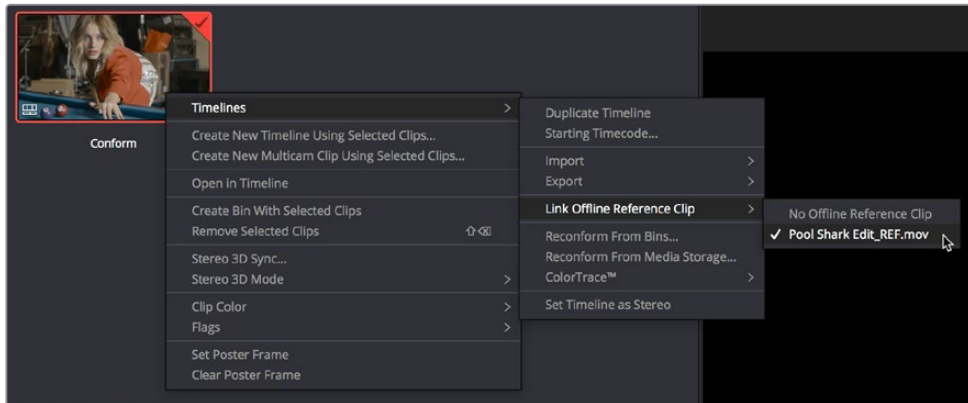 Conform
Timelines
Create New Timeline Using Selected Clips...
Create New Multicam Clip Using Selected Clips...
Open in Timeline
Create Bin With Selected Clips
Remove Selected Clips
Stereo 3D Sync...
Stereo 3D Mode
Clip Color
Flags
Set Poster Frame
Clear Poster Frame
Duplicate Timeline
Starting Timecode...
Import
Export
Link Offline Reference Clip
Reconform From Bins...
Reconform From Media Storage...
ColorTrace™
Set Timeline as Stereo
No Offline Reference Clip
✓ Pool Shark Edit_REF.mov